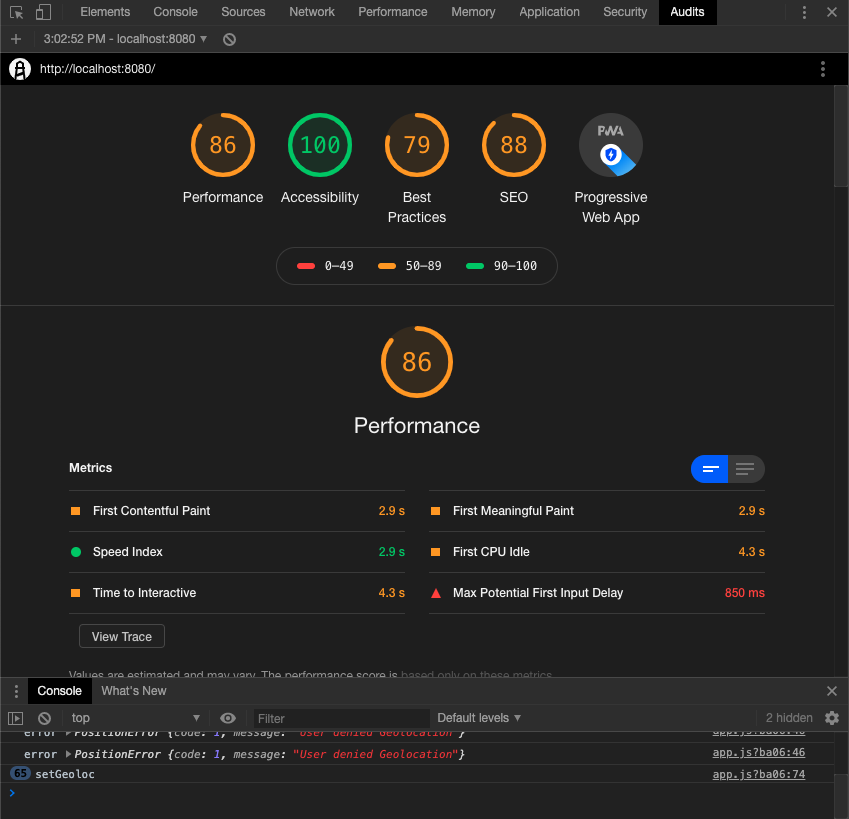 Elements Console Sources Network Performance Memory Application Security Audits
3:02:52 PM - localhost:8080
http://localhost:8080/
86 100 79 88 PWA
Performance Accessibility Best Practices SEO Progressive Web App
0–49 50–89 90–100
86
Performance
Metrics
First Contentful Paint 2.9 s First Meaningful Paint 2.9 s
Speed Index 2.9 s First CPU Idle 4.3 s
Time to Interactive 4.3 s Max Potential First Input Delay 850 ms
View Trace
Values are estimated and may vary. The performance score is based only on these metrics.
Console What's New
top Filter Default levels 2 hidden
error PositionError {code: 1, message: "User denied Geolocation"} app.js?ba06:46
error PositionError {code: 1, message: "User denied Geolocation"} app.js?ba06:46
65 setGeoloc app.js?ba06:74